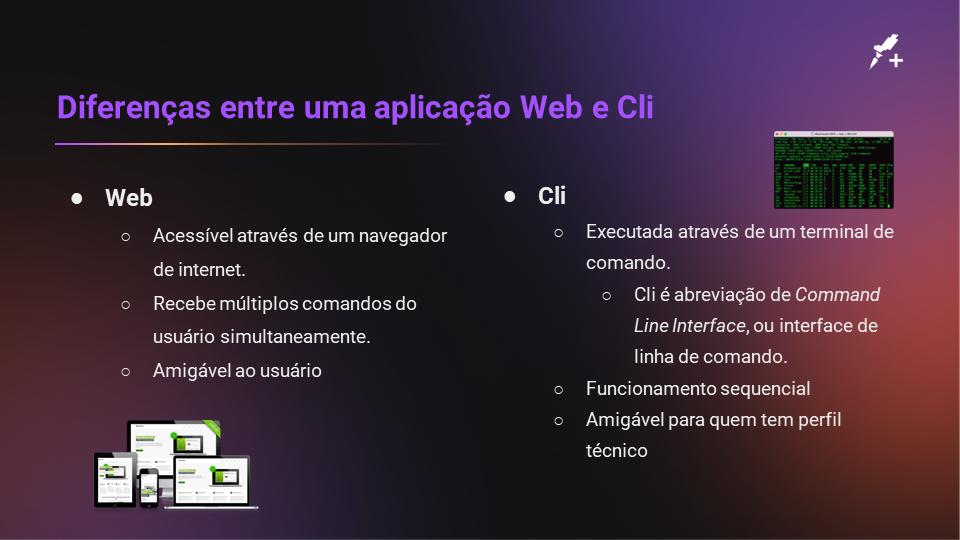 Diferenças entre uma aplicação Web e Cli
● Web
○ Acessível através de um navegador
de internet.
○ Recebe múltiplos comandos do
usuário simultaneamente.
○ Amigável ao usuário
● Cli
○ Executada através de um terminal de
comando.
○ Cli é abreviação de Command
Line Interface, ou interface de
linha de comando.
○ Funcionamento sequencial
○ Amigável para quem tem perfil
técnico